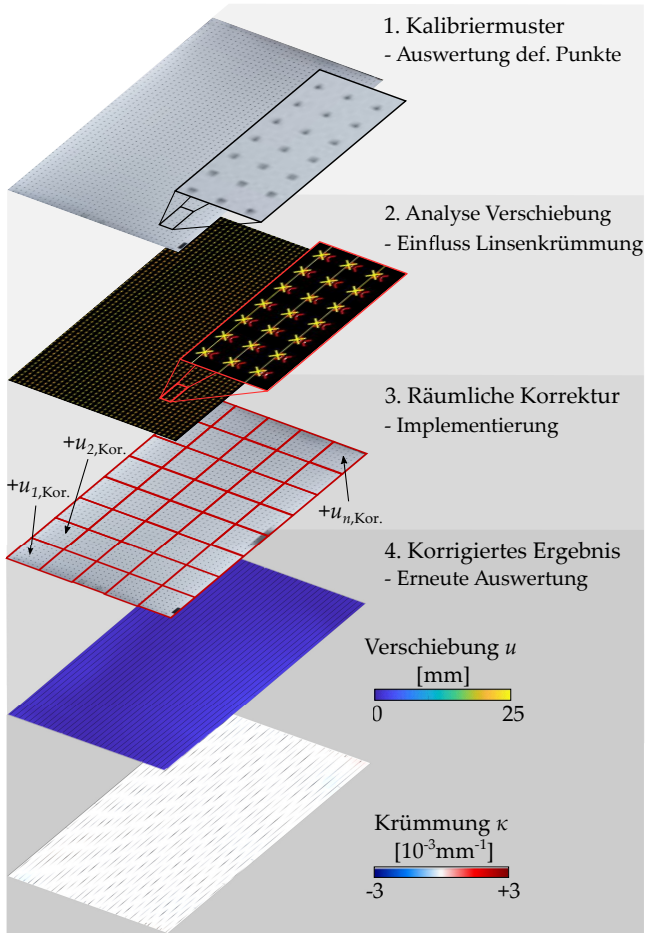 1. Kalibriermuster
- Auswertung def. Punkte
2. Analyse Verschiebung
- Einfluss Linsenkrümmung
3. Räumliche Korrektur
- Implementierung
+u2,Kor.
+u1,Kor.
+un,Kor.
4. Korrigiertes Ergebnis
- Erneute Auswertung
Verschiebung u
[mm]
0 25
Krümmung κ
[10⁻³mm⁻¹]
-3 +3